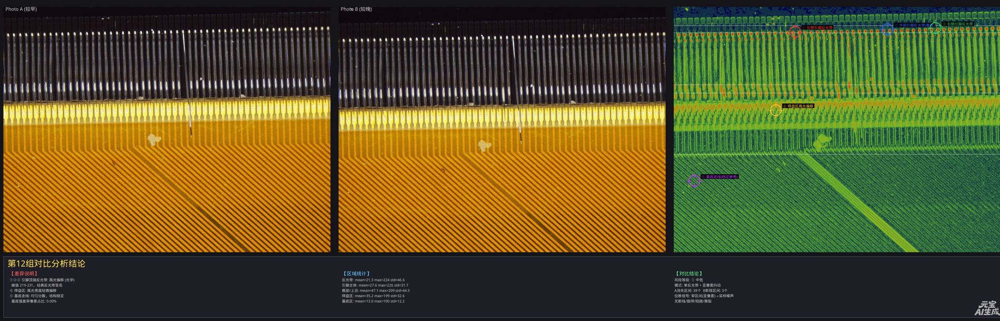 Photo A (较早)
Photo B (较晚)
① 左侧引脚反光带
② 中部引脚反光带
③ 右侧引脚反光带
④ 焊盘区高光偏移
基底走线(稳定参考)
第12组对比分析结论
【差异说明】
①②③ 引脚顶端反光带: 高光偏移 (光学)
峰值 219-231，经典反光带签名
④ 焊盘区: 高光亮度轻微偏移
⑤ 基底走线: 均匀分散，结构稳定
基底强差异像素占比: 0.00%
【区域统计】
反光带: mean=21.3 max=224 std=46.6
引脚主体: mean=27.6 max=226 std=31.7
根部/上沿: mean=47.1 max=209 std=44.5
焊盘区: mean=35.2 max=199 std=32.6
基底区: mean=13.0 max=100 std=12.2
【对比结论】
风险等级: 中低
模式: 单反光带 + 亚像素抖动
A消失区间: 38个 B新现区间: 3个
位移信号: 窄区间(亚像素)→采样噪声
无断线/脱焊/短路/撕裂
元宝
AI生成